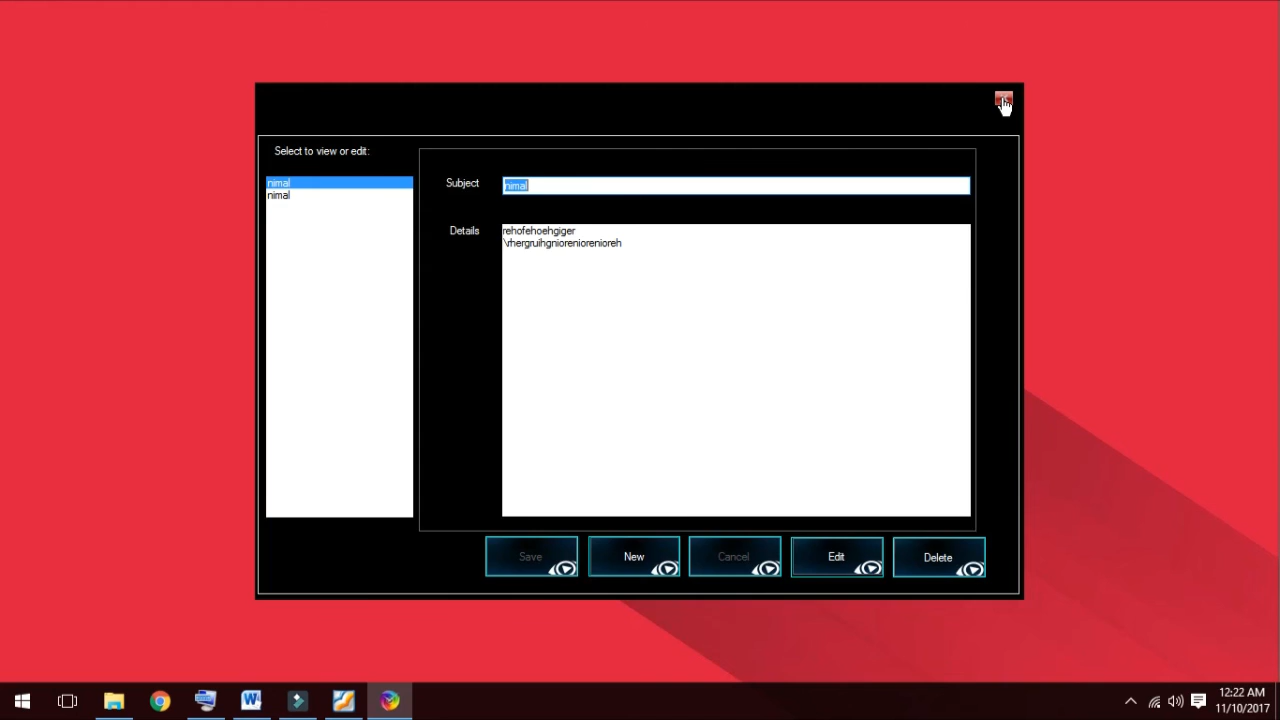 Select to view or edit:
nimal
nimal
Subject
nimal
Details
rehofehoehgiger
\rhergruihgnioreniorenioreh
Save
New
Cancel
Edit
Delete
12:22 AM
11/10/2017